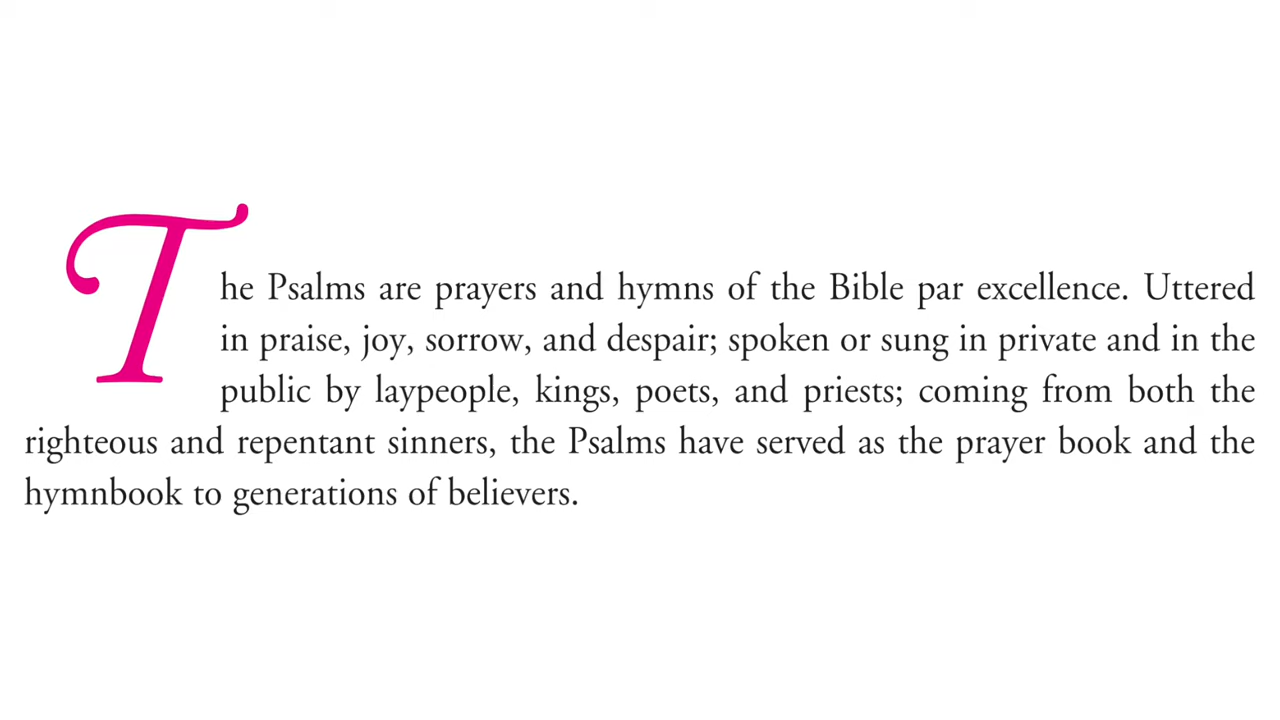 The Psalms are prayers and hymns of the Bible par excellence. Uttered
in praise, joy, sorrow, and despair; spoken or sung in private and in the
public by laypeople, kings, poets, and priests; coming from both the
righteous and repentant sinners, the Psalms have served as the prayer book and the
hymnbook to generations of believers.